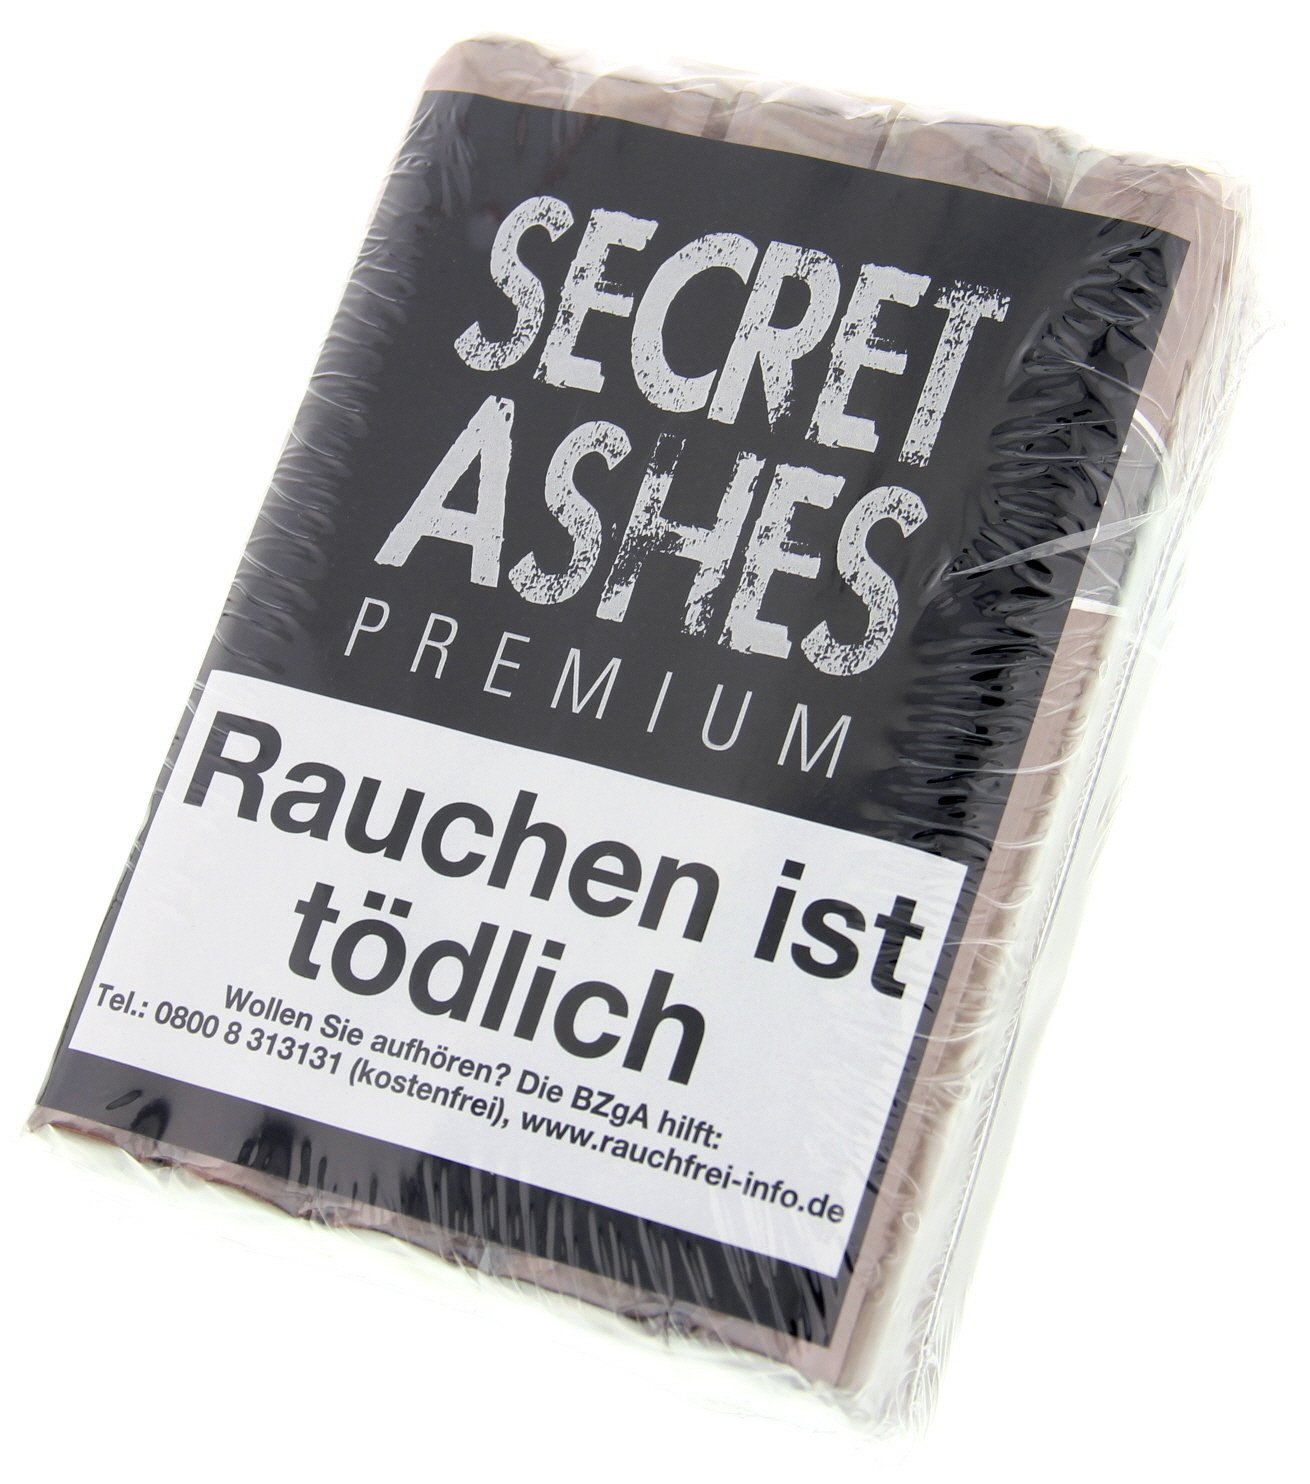 SECRET
ASHES
PREMIUM
Rauchen ist
tödlich
Wollen Sie aufhören? Die BZgA hilft:
Tel.: 0800 8 313131 (kostenfrei), www.rauchfrei-info.de